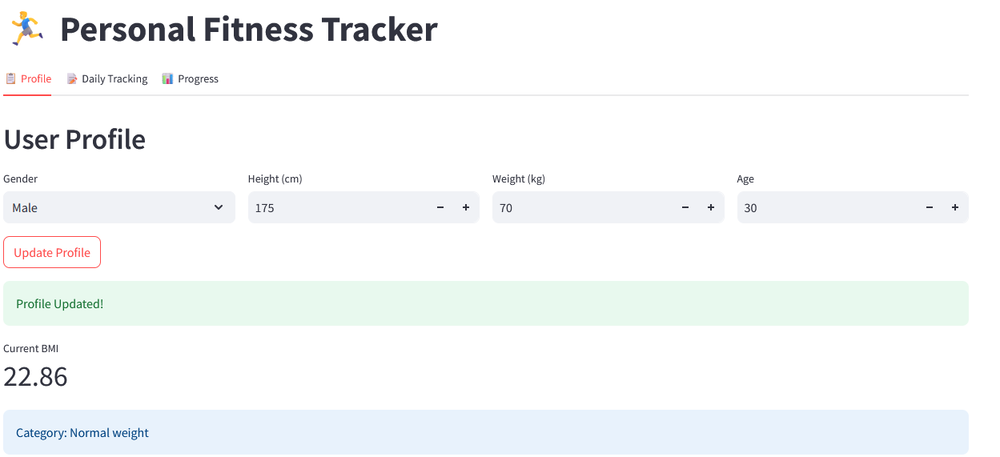 Personal Fitness Tracker
Profile Daily Tracking Progress
User Profile
Gender Height (cm) Weight (kg) Age
Male 175 − + 70 − + 30 − +
Update Profile
Profile Updated!
Current BMI
22.86
Category: Normal weight